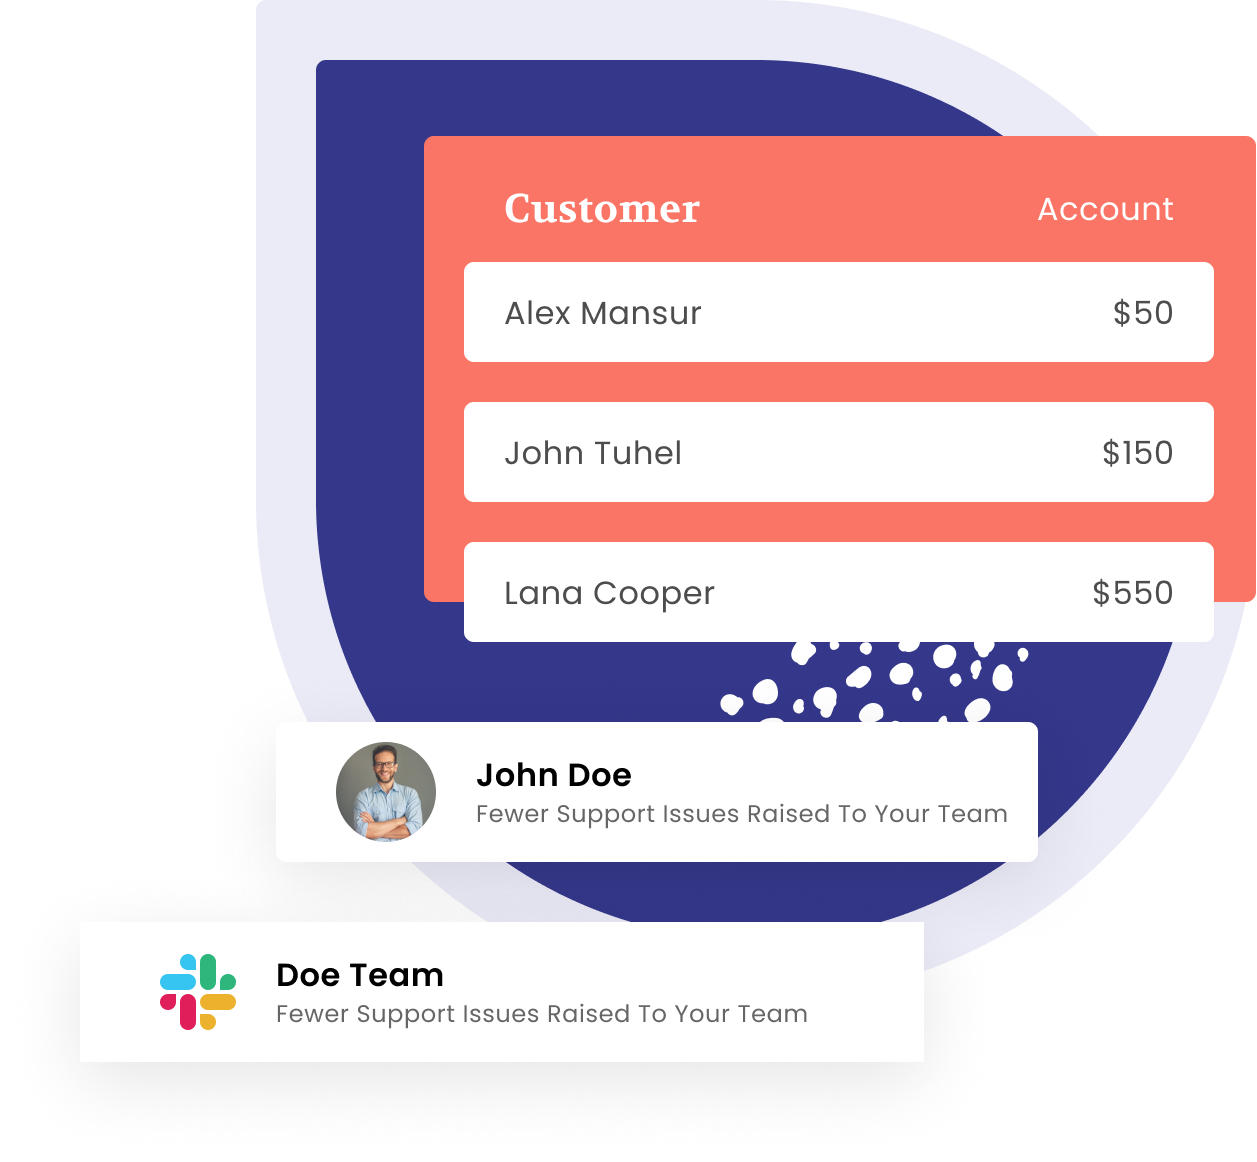 Customer Account
Alex Mansur $50
John Tuhel $150
Lana Cooper $550
John Doe
Fewer Support Issues Raised To Your Team
Doe Team
Fewer Support Issues Raised To Your Team